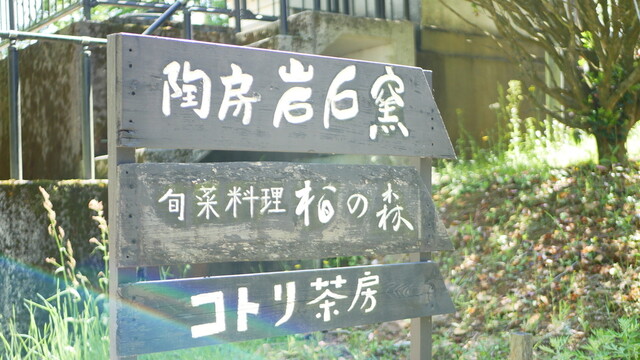 陶房岩石窯
旬菜料理柏の森
コトリ茶房